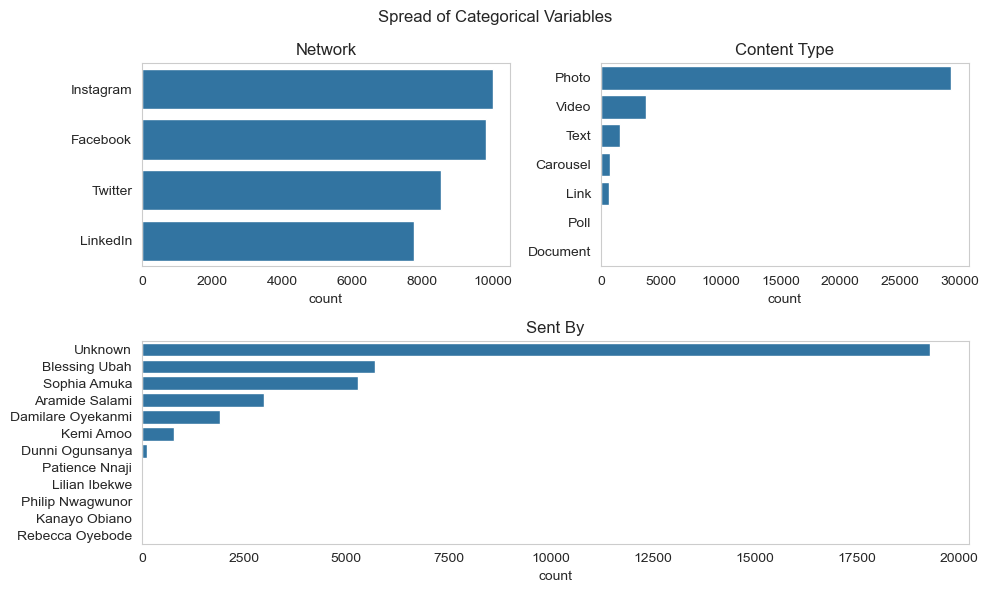 Spread of Categorical Variables
Network
Instagram
Facebook
Twitter
LinkedIn
0 2000 4000 6000 8000 10000
count
Content Type
Photo
Video
Text
Carousel
Link
Poll
Document
0 5000 10000 15000 20000 25000 30000
count
Sent By
Unknown
Blessing Ubah
Sophia Amuka
Aramide Salami
Damilare Oyekanmi
Kemi Amoo
Dunni Ogunsanya
Patience Nnaji
Lilian Ibekwe
Philip Nwagwunor
Kanayo Obiano
Rebecca Oyebode
0 2500 5000 7500 10000 12500 15000 17500 20000
count